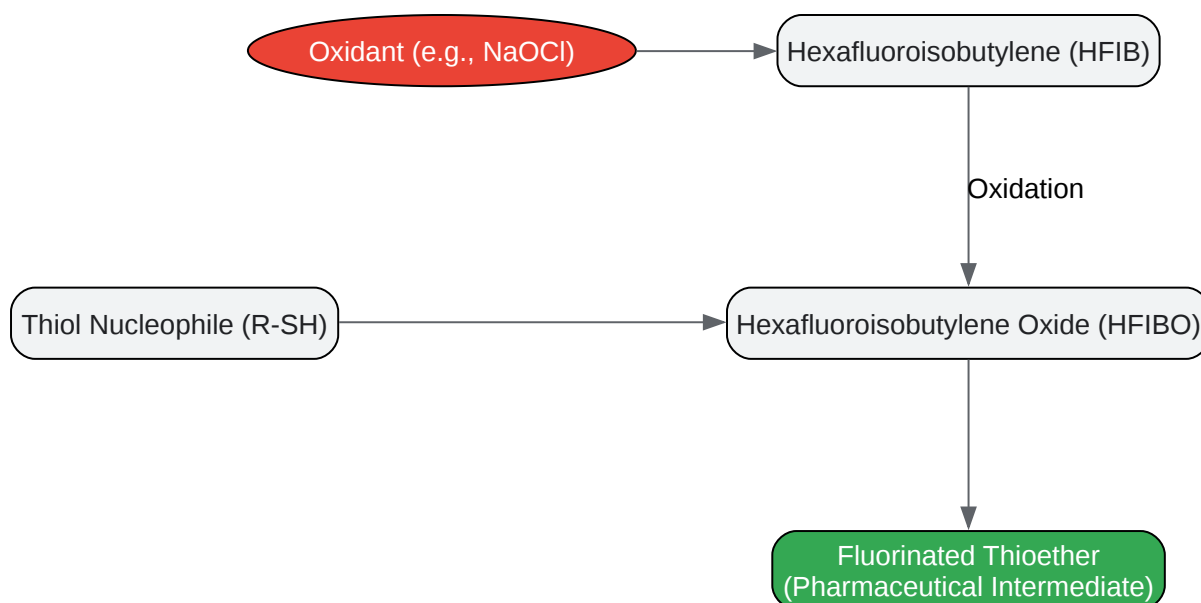 Oxidant (e.g., NaOCl)
Hexafluoroisobutylene (HFIB)
Oxidation
Thiol Nucleophile (R-SH)
Hexafluoroisobutylene Oxide (HFIBO)
Fluorinated Thioether
(Pharmaceutical Intermediate)